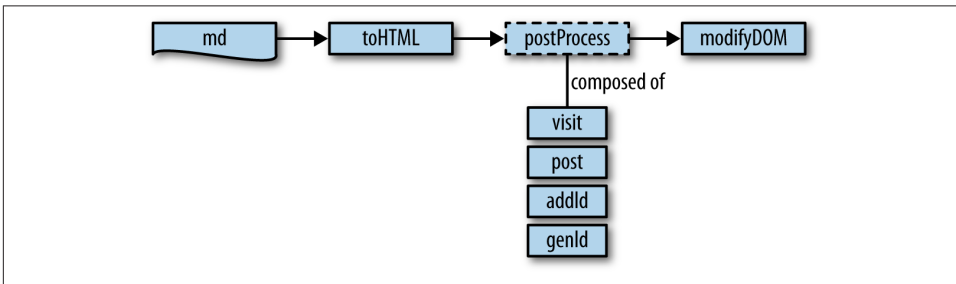 md
toHTML
postProcess
modifyDOM
composed of
visit
post
addId
genId